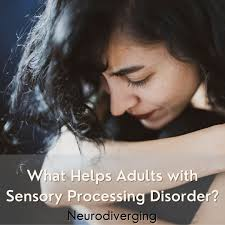 What Helps Adults with
Sensory Processing Disorder?
Neurodiverging